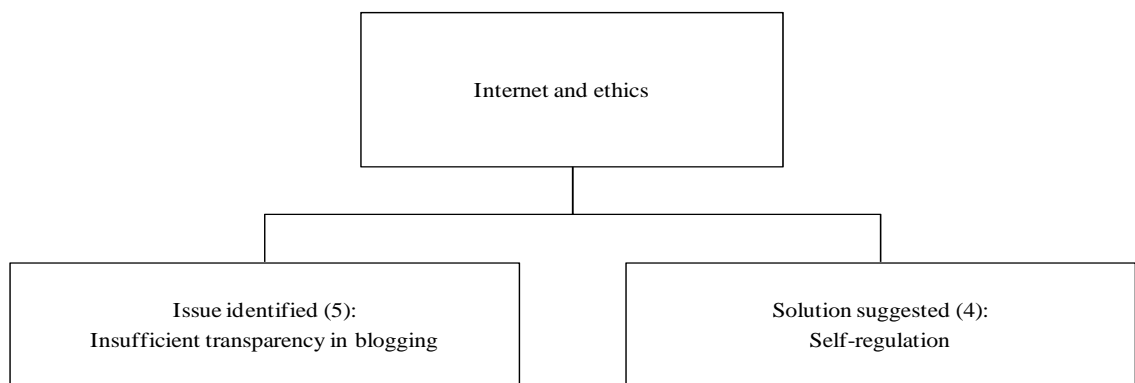 Internet and ethics
Issue identified (5):
Insufficient transparency in blogging
Solution suggested (4):
Self-regulation